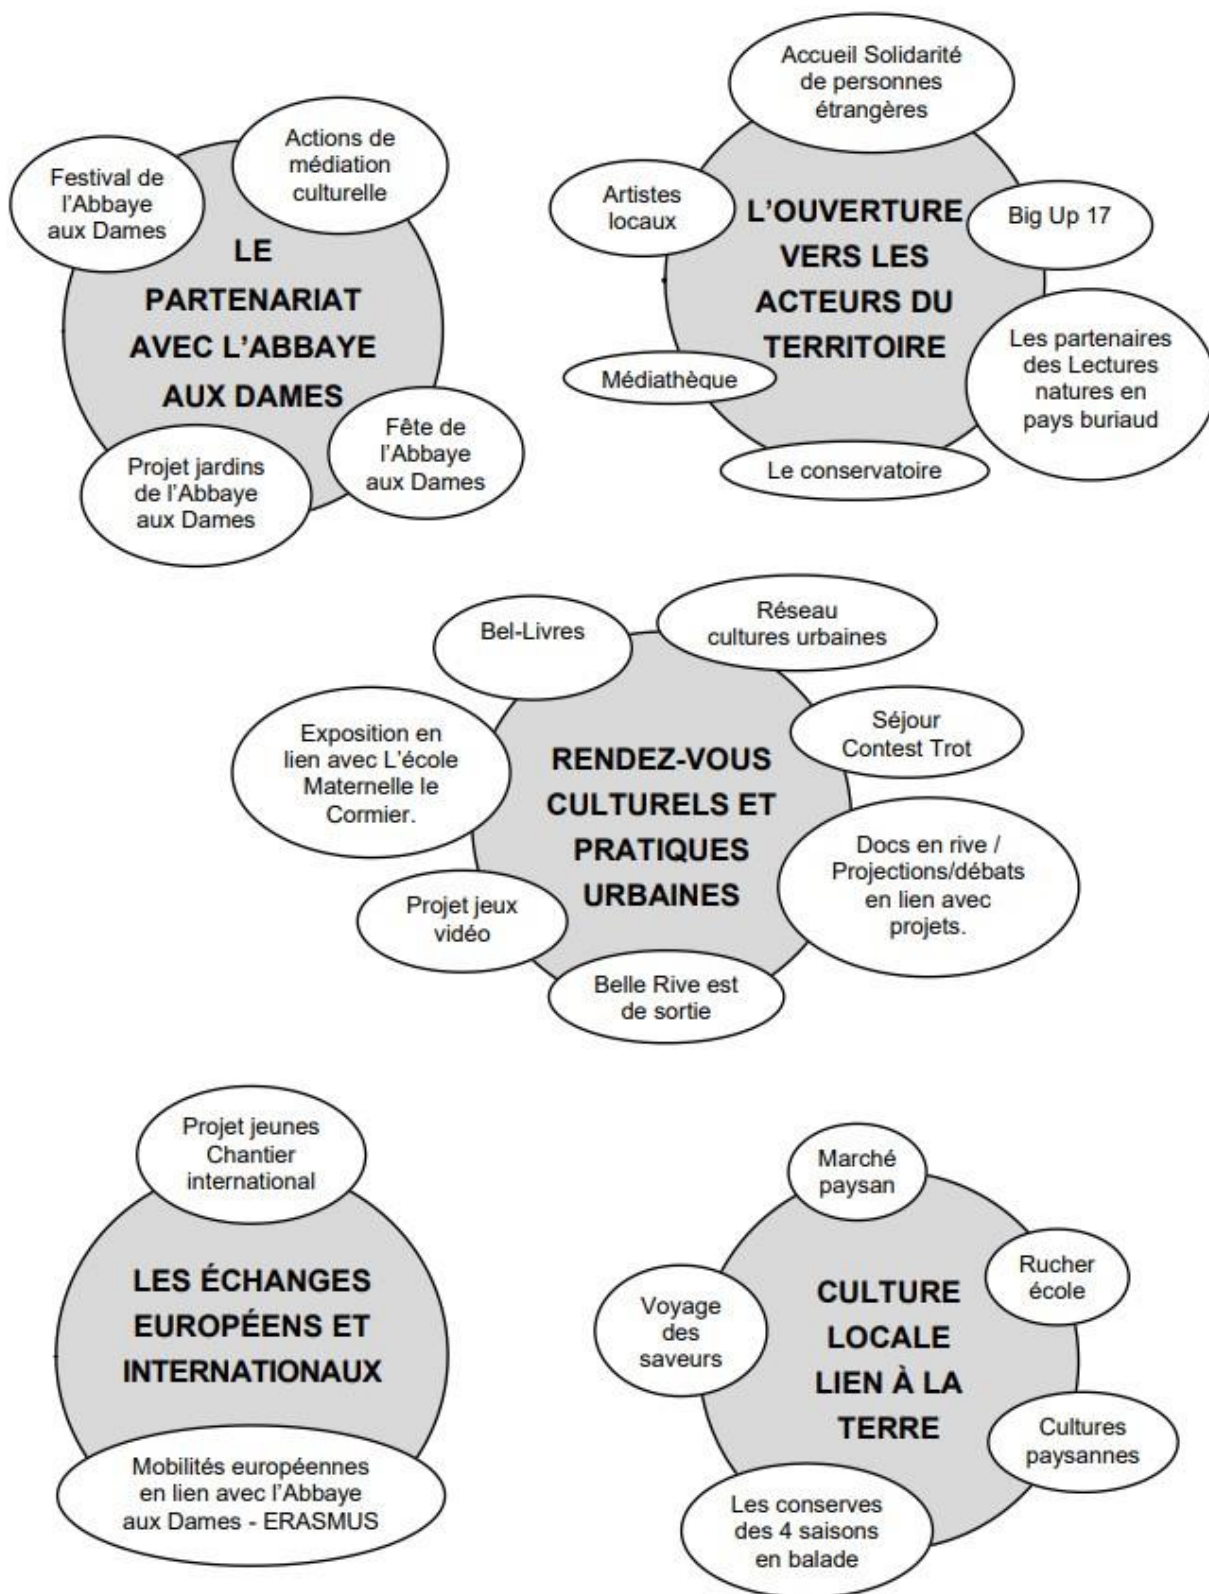 Festival de
l'Abbaye
aux Dames
Actions de
médiation
culturelle
LE
PARTENARIAT
AVEC L'ABBAYE
AUX DAMES
Fête de
l'Abbaye
aux Dames
Projet jardins
de l'Abbaye
aux Dames
Accueil Solidarité
de personnes
étrangères
Artistes
locaux
L'OUVERTURE
VERS LES
ACTEURS DU
TERRITOIRE
Big Up 17
Les partenaires
des Lectures
natures en
pays buriaud
Médiathèque
Le conservatoire
Bel-Livres
Réseau
cultures urbaines
Exposition en
lien avec L'école
Maternelle le
Cormier.
RENDEZ-VOUS
CULTURELS ET
PRATIQUES
URBAINES
Séjour
Contest Trot
Docs en rive /
Projections/débats
en lien avec
projets.
Projet jeux
vidéo
Belle Rive est
de sortie
Projet jeunes
Chantier
international
LES ÉCHANGES
EUROPÉENS ET
INTERNATIONAUX
Mobilités européennes
en lien avec l'Abbaye
aux Dames - ERASMUS
Marché
paysan
Rucher
école
Voyage
des
saveurs
CULTURE
LOCALE
LIEN À LA
TERRE
Cultures
paysannes
Les conserves
des 4 saisons
en balade